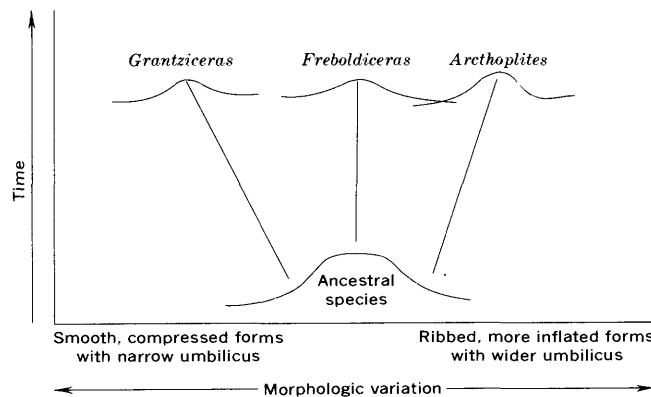 Grantziceras Freboldiceras Arcthoplites
Time
Ancestral
species
Smooth, compressed forms
with narrow umbilicus
Ribbed, more inflated forms
with wider umbilicus
Morphologic variation